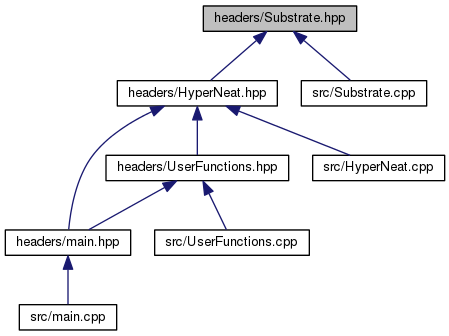 headers/Substrate.hpp
headers/HyperNeat.hpp
src/Substrate.cpp
headers/UserFunctions.hpp
src/HyperNeat.cpp
headers/main.hpp
src/UserFunctions.cpp
src/main.cpp